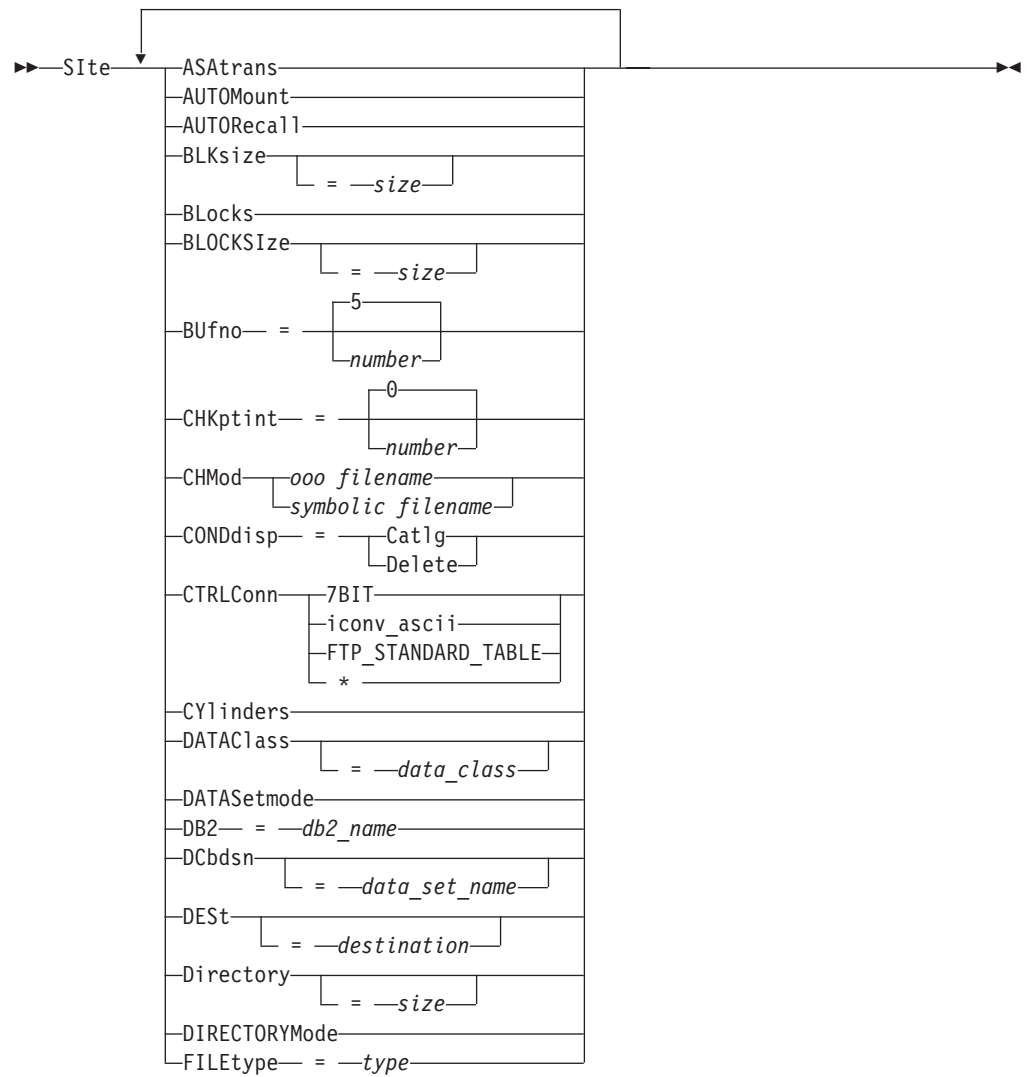 SIte ASAtrans
AUTOMount
AUTORecall
BLKsize
= size
BLocks
BLOCKSIze
= size
5
BUfno =
number
0
CHKptint =
number
CHMod ooo filename
symbolic filename
CONDdisp = Catlg
Delete
CTRLConn 7BIT
iconv_ascii
FTP_STANDARD_TABLE
*
CYlinders
DATAClass
= data_class
DATASetmode
DB2 = db2_name
DCbdsn
= data_set_name
DESt
= destination
Directory
= size
DIRECTORYMode
FILEtype = type